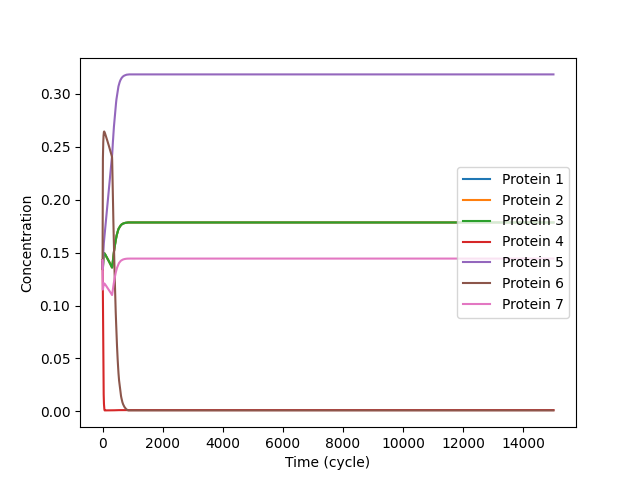 0.30
0.25
0.20
0.15
0.10
0.05
0.00
Concentration
Protein 1
Protein 2
Protein 3
Protein 4
Protein 5
Protein 6
Protein 7
0 2000 4000 6000 8000 10000 12000 14000
Time (cycle)